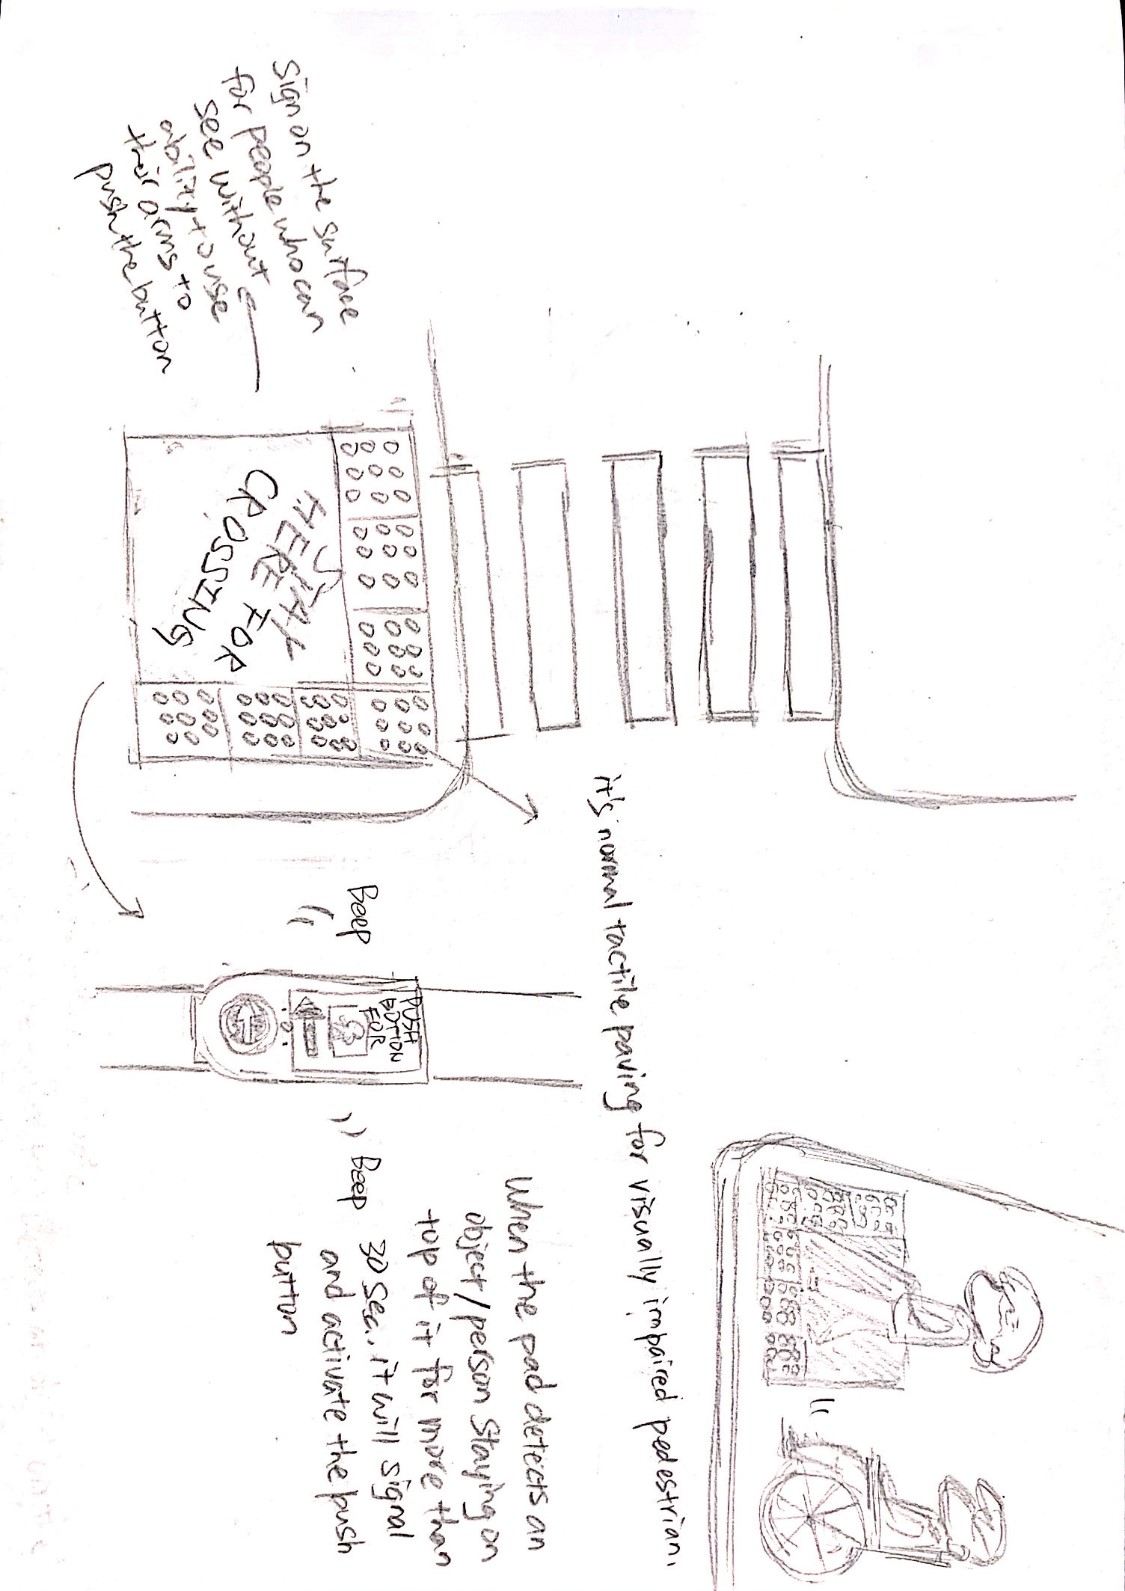 it's normal tactile paving for visually impaired pedestrian.
When the pad detects an
object/person staying on
top of it for more than
30 sec.. it will signal
and activate the push
button
Beep
PUSH
BUTTON
FOR
Beep
Sign on the surface
for people who can
see without
ability to use
their arms to
push the button
STAY
HERE FOR
CROSSING